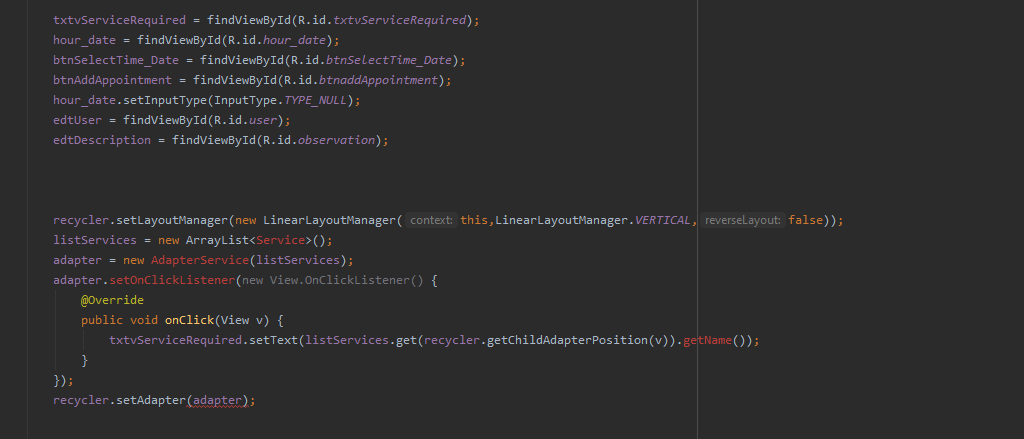 txtvServiceRequired = findViewById(R.id.txtvServiceRequired);
hour_date = findViewById(R.id.hour_date);
btnSelectTime_Date = findViewById(R.id.btnSelectTime_Date);
btnAddAppointment = findViewById(R.id.btnaddAppointment);
hour_date.setInputType(InputType.TYPE_NULL);
edtUser = findViewById(R.id.user);
edtDescription = findViewById(R.id.observation);
recycler.setLayoutManager(new LinearLayoutManager( context: this,LinearLayoutManager.VERTICAL, reverseLayout: false));
listServices = new ArrayList<Service>();
adapter = new AdapterService(listServices);
adapter.setOnClickListener(new View.OnClickListener() {
@Override
public void onClick(View v) {
txtvServiceRequired.setText(listServices.get(recycler.getChildAdapterPosition(v)).getName());
}
});
recycler.setAdapter(adapter);